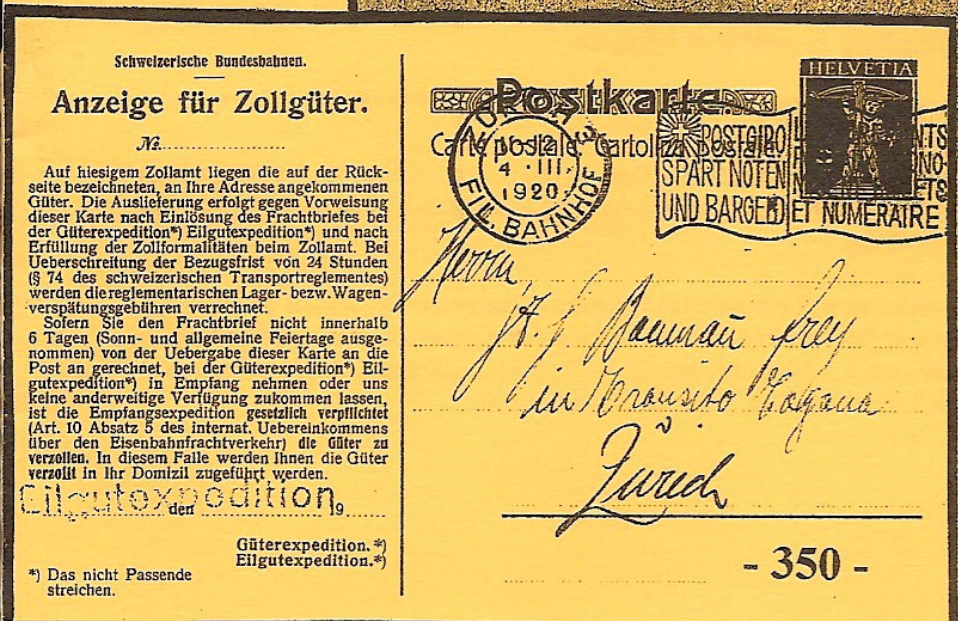 Schweizerische Bundesbahnen.
Anzeige für Zollgüter.
No.
Auf hiesigem Zollamt liegen die auf der Rück-
seite bezeichneten, an Ihre Adresse angekommenen
Güter. Die Auslieferung erfolgt gegen Vorweisung
dieser Karte nach Einlösung des Frachtbriefes bei
der Güterexpedition*) Eilgutexpedition*) und nach
Erfüllung der Zollformalitäten beim Zollamt. Bei
Ueberschreitung der Bezugsfrist von 24 Stunden
(§ 74 des schweizerischen Transportreglementes)
werden die reglementarischen Lager- bezw. Wagen-
verspätungsgebühren verrechnet.
Sofern Sie den Frachtbrief nicht innerhalb
6 Tagen (Sonn- und allgemeine Feiertage ausge-
nommen) von der Uebergabe dieser Karte an die
Post an gerechnet, bei der Güterexpedition*) Eil-
gutexpedition*) in Empfang nehmen oder uns
keine anderweitige Verfügung zukommen lassen,
ist die Empfangsexpedition gesetzlich verpflichtet
(Art. 10 Absatz 5 des internat. Uebereinkommens
über den Eisenbahnfrachtverkehr) die Güter zu
verzollen. In diesem Falle werden Ihnen die Güter
verzollt in Ihr Domizil zugeführt werden.
Eilgutexpedition
den 19
Güterexpedition.*)
Eilgutexpedition.*)
*) Das nicht Passende
streichen.
Postkarte
Carte postale Cartolina postale
HELVETIA
4 · III.
1920
FIL. BAHNHOF
POSTGIRO
SPART NOTEN
UND BARGELD
ET NUMERAIRE
Herrn
in Transito
Zürich
- 350 -